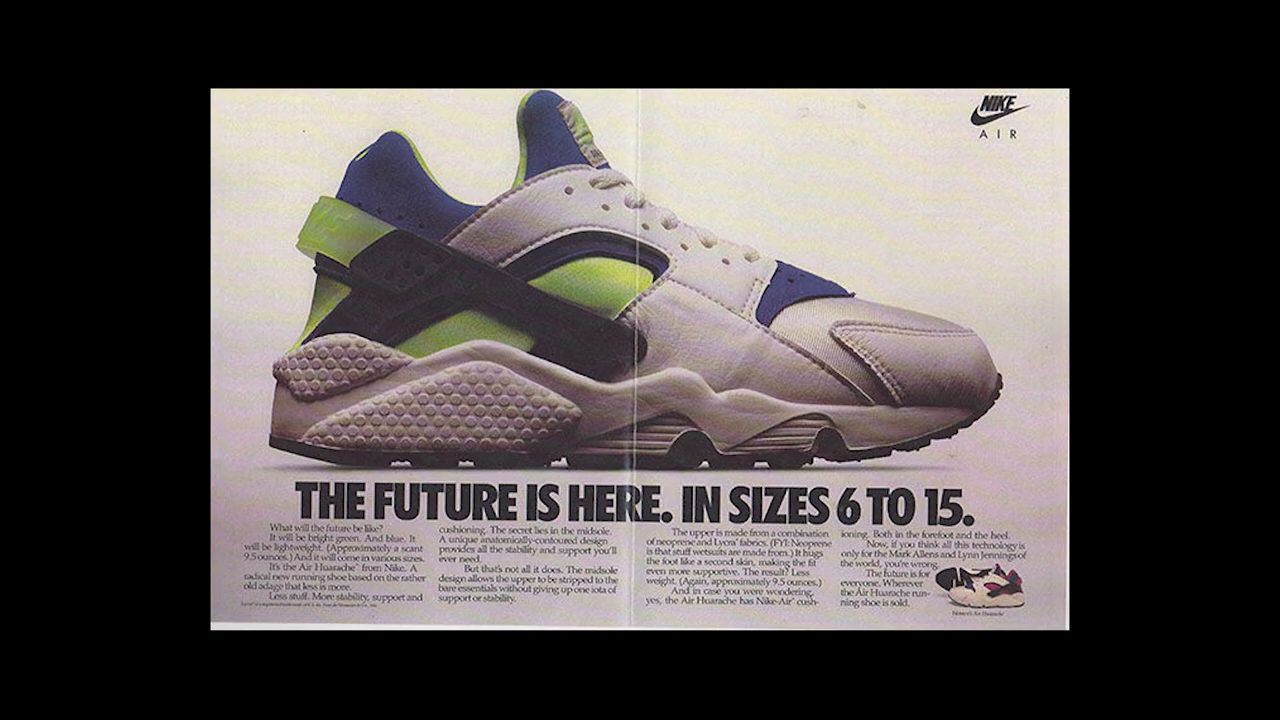 NIKE
AIR
THE FUTURE IS HERE. IN SIZES 6 TO 15.
What will the future be like?
It will be bright green. And blue. It
will be lightweight. (Approximately a scant
9.5 ounces.) And it will come in various sizes.
It's the Air Huarache™ from Nike. A
radical new running shoe based on the rather
old adage that less is more.
Less stuff. More stability, support and
cushioning. The secret lies in the midsole.
A unique anatomically-contoured design
provides all the stability and support you'll
ever need.
But that's not all it does. The midsole
design allows the upper to be stripped to the
bare essentials without giving up one iota of
support or stability.
The upper is made from a combination
of neoprene and Lycra® fabrics. (FYI: Neoprene
is that stuff wetsuits are made from.) It hugs
the foot like a second skin, making the fit
even more supportive. The result? Less
weight. (Again, approximately 9.5 ounces.)
And in case you were wondering,
yes, the Air Huarache has Nike-Air® cush-
ioning. Both in the forefoot and the heel.
Now, if you think all this technology is
only for the Mark Allens and Lynn Jennings of
the world, you're wrong.
The future is for
everyone. Wherever
the Air Huarache run-
ning shoe is sold.
Women's Air Huarache